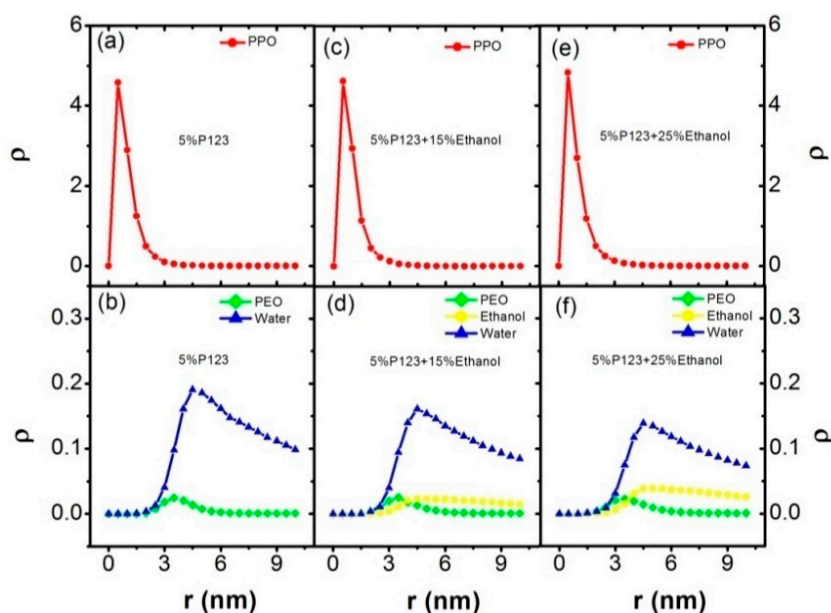 (a)
PPO
5%P123
(c)
PPO
5%P123+15%Ethanol
(e)
PPO
5%P123+25%Ethanol
6
4
2
0
ρ
6
4
2
0
ρ
(b)
PEO
Water
5%P123
(d)
PEO
Ethanol
Water
5%P123+15%Ethanol
(f)
PEO
Ethanol
Water
5%P123+25%Ethanol
0.3
0.2
0.1
0.0
ρ
0.3
0.2
0.1
0.0
ρ
0 3 6 9
0 3 6 9
0 3 6 9
r (nm)
r (nm)
r (nm)